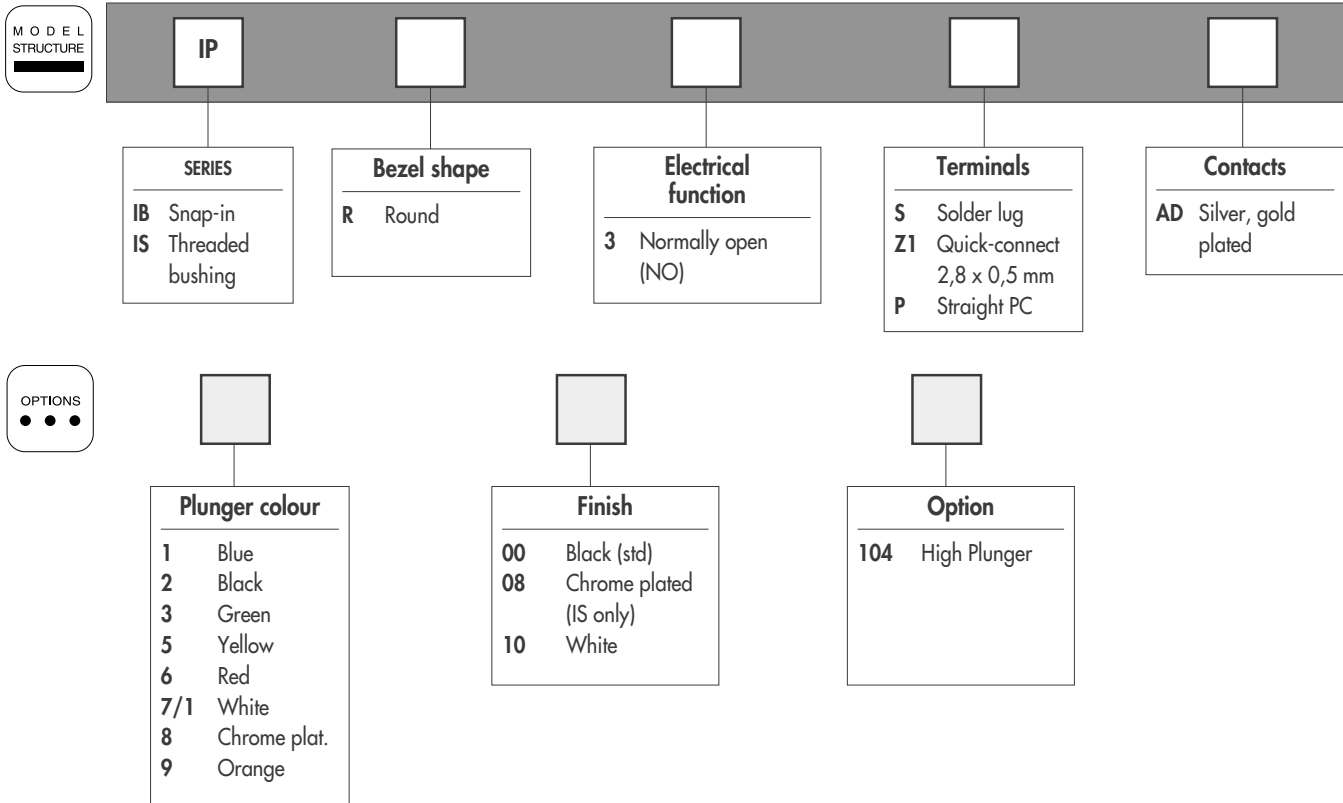 MODEL
STRUCTURE
IP
SERIES
IB Snap-in
IS Threaded
bushing
Bezel shape
R Round
Electrical
function
3 Normally open
(NO)
Terminals
S Solder lug
Z1 Quick-connect
2,8 x 0,5 mm
P Straight PC
Contacts
AD Silver, gold
plated
OPTIONS
Plunger colour
1 Blue
2 Black
3 Green
5 Yellow
6 Red
7/1 White
8 Chrome plat.
9 Orange
Finish
00 Black (std)
08 Chrome plated
(IS only)
10 White
Option
104 High Plunger